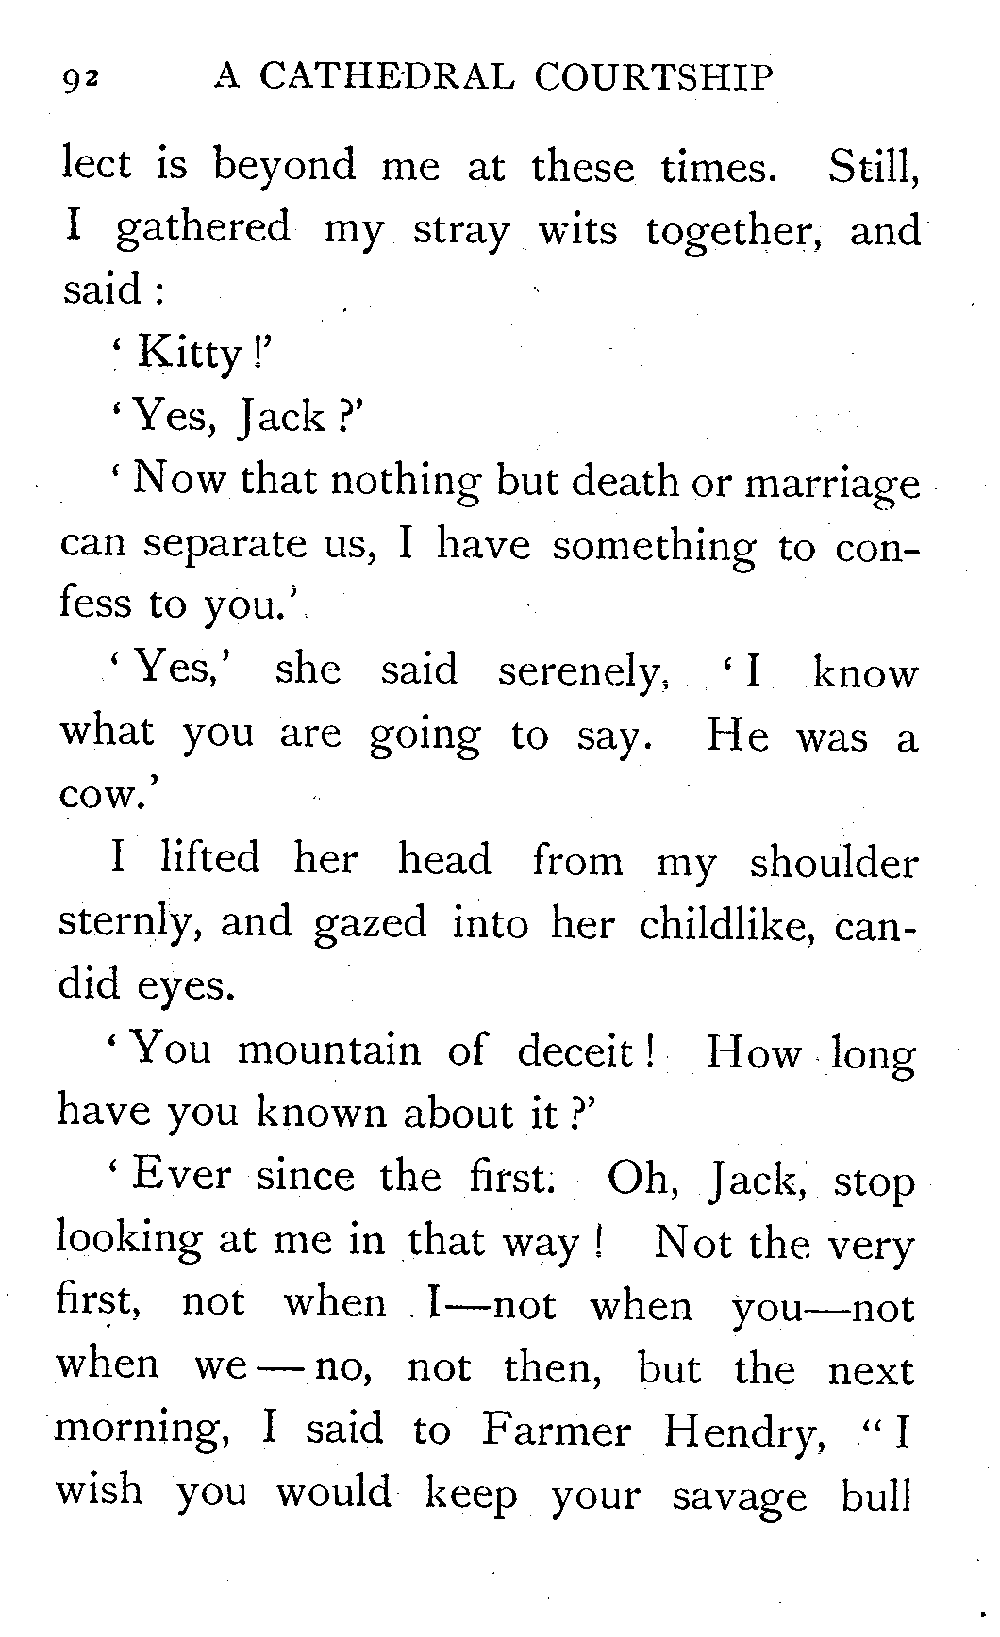 92 A CATHEDRAL COURTSHIP
lect is beyond me at these times. Still,
I gathered my stray wits together, and
said :
‘ Kitty !’
‘ Yes, Jack ?’
‘ Now that nothing but death or marriage
can separate us, I have something to con-
fess to you.’
‘ Yes,’ she said serenely, ‘ I know
what you are going to say. He was a
cow.’
I lifted her head from my shoulder
sternly, and gazed into her childlike, can-
did eyes.
‘ You mountain of deceit ! How long
have you known about it ?’
‘ Ever since the first. Oh, Jack, stop
looking at me in that way ! Not the very
first, not when I—not when you—not
when we — no, not then, but the next
morning, I said to Farmer Hendry, “ I
wish you would keep your savage bull